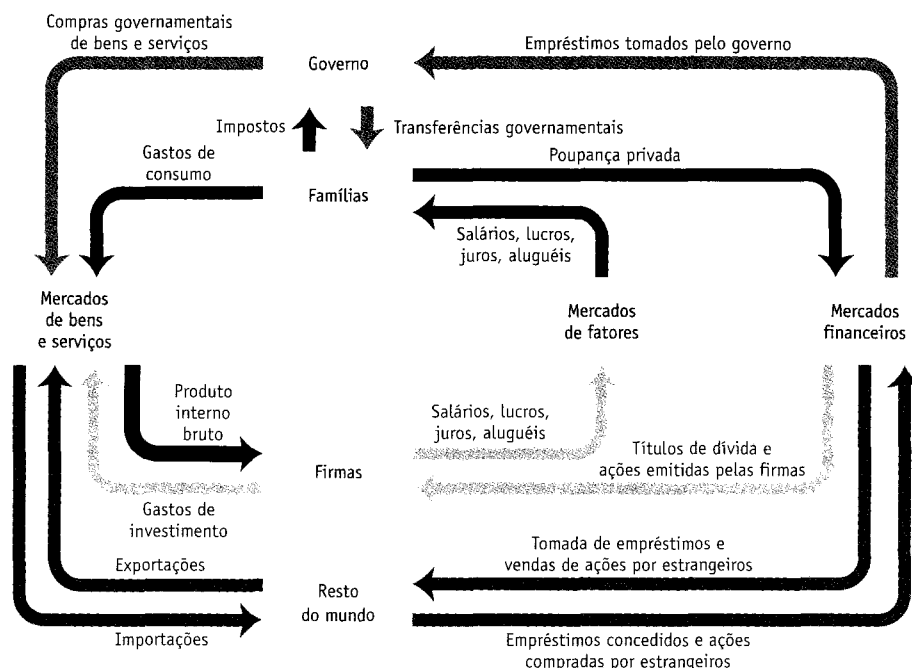 Compras governamentais
de bens e serviços
Empréstimos tomados pelo governo
Governo
Impostos
Transferências governamentais
Gastos de
consumo
Poupança privada
Famílias
Salários, lucros,
juros, aluguéis
Mercados
de bens
e serviços
Mercados
de fatores
Mercados
financeiros
Produto
interno
bruto
Salários, lucros,
juros, aluguéis
Firmas
Títulos de dívida e
ações emitidas pelas firmas
Gastos de
investimento
Exportações
Tomada de empréstimos e
vendas de ações por estrangeiros
Resto
do mundo
Importações
Empréstimos concedidos e ações
compradas por estrangeiros